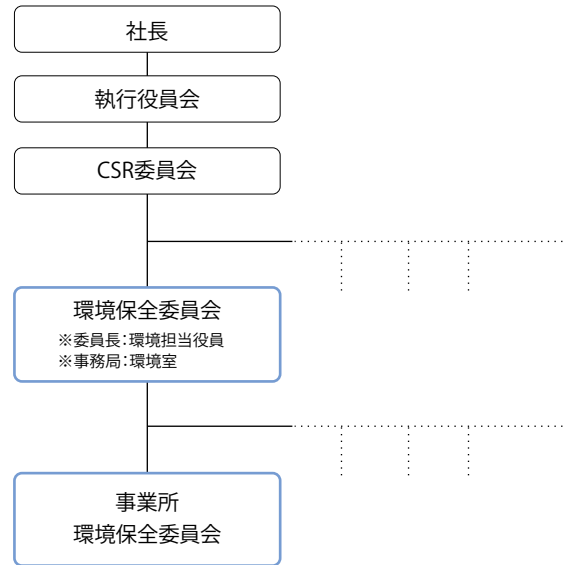 社長
執行役員会
CSR委員会
環境保全委員会
※委員長：環境担当役員
※事務局：環境室
事業所
環境保全委員会